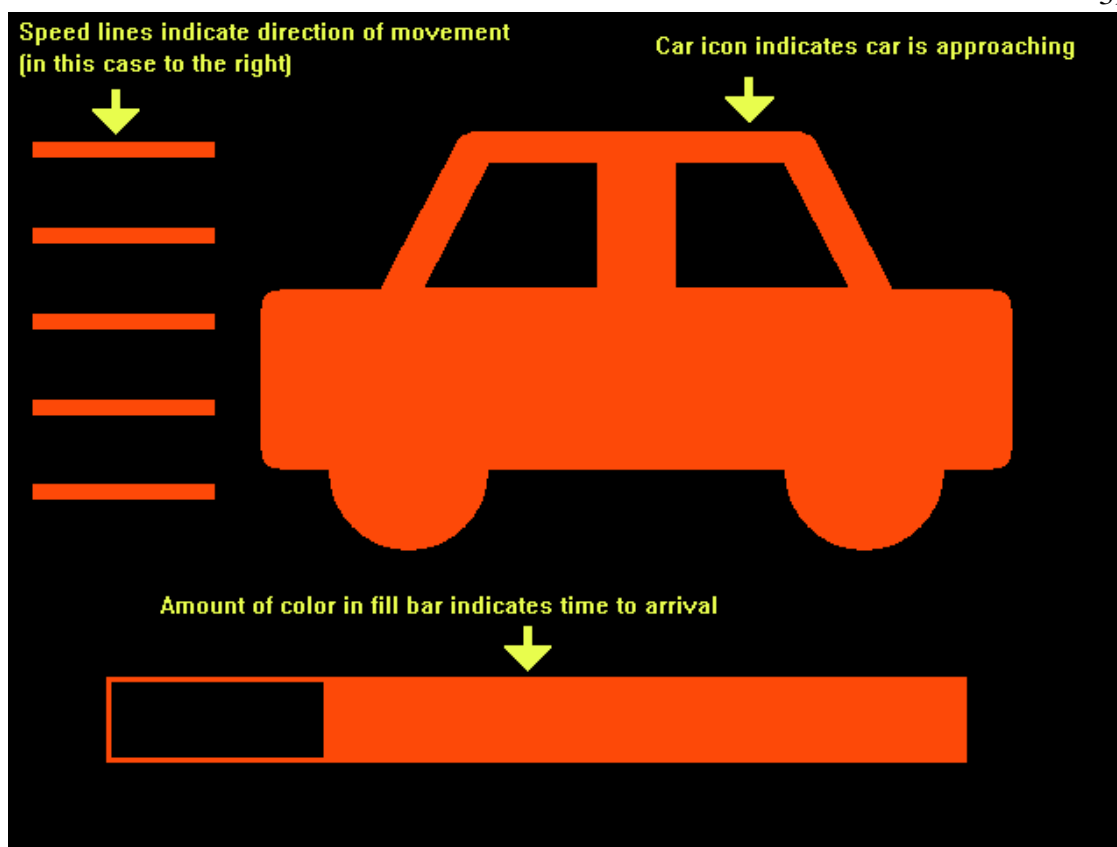 Speed lines indicate direction of movement
(in this case to the right)
Car icon indicates car is approaching
Amount of color in fill bar indicates time to arrival